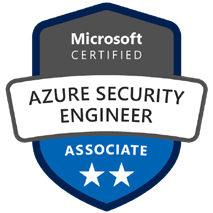 Microsoft
CERTIFIED
AZURE SECURITY
ENGINEER
ASSOCIATE